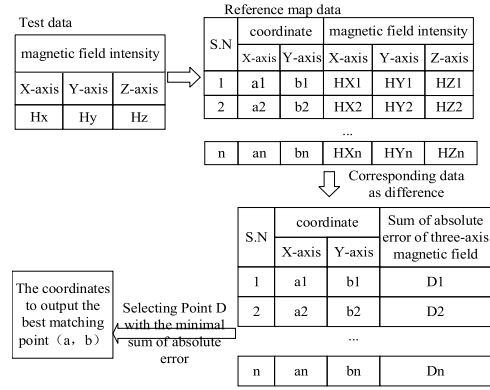 Test data
magnetic field intensity
X-axis Y-axis Z-axis
Hx Hy Hz
Reference map data
S.N coordinate magnetic field intensity
X-axis Y-axis X-axis Y-axis Z-axis
1 a1 b1 HX1 HY1 HZ1
2 a2 b2 HX2 HY2 HZ2
...
n an bn HXn HYn HZn
Corresponding data
as difference
S.N coordinate Sum of absolute
error of three-axis
magnetic field
X-axis Y-axis
1 a1 b1 D1
2 a2 b2 D2
...
n an bn Dn
Selecting Point D
with the minimal
sum of absolute
error
The coordinates
to output the
best matching
point（a，b）